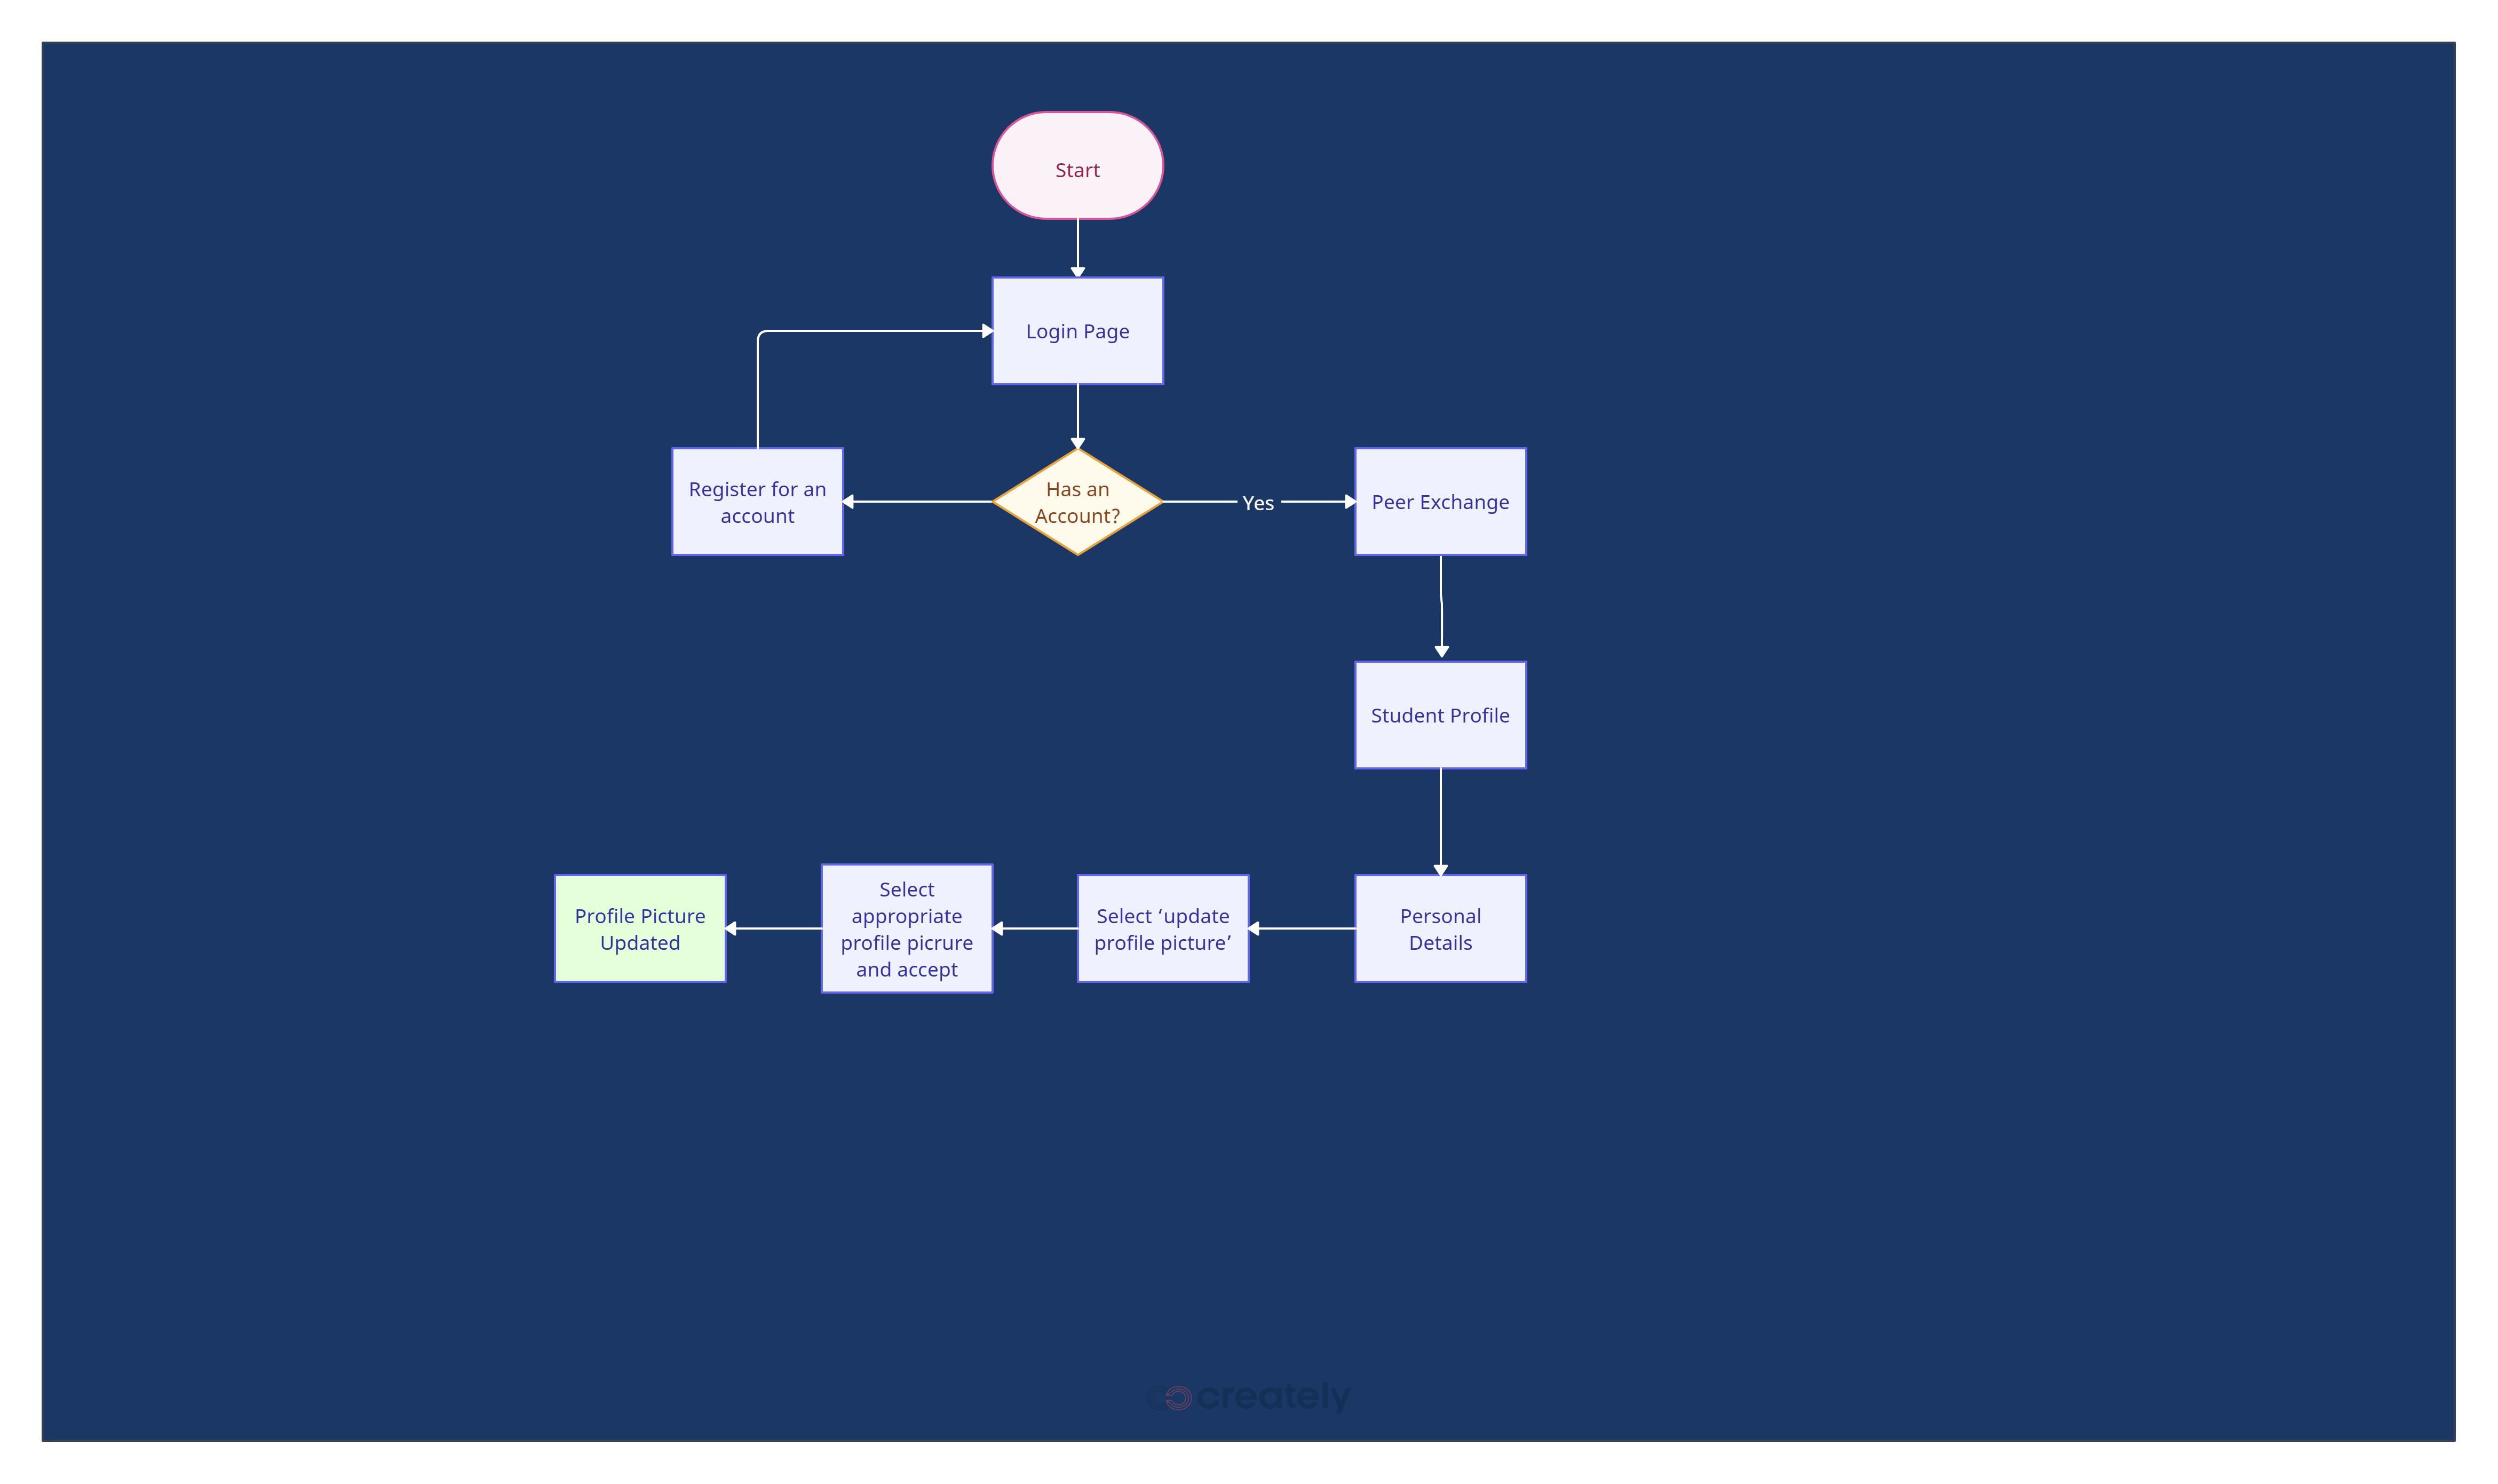 Start
Login Page
Register for an
account
Has an
Account?
Yes
Peer Exchange
Student Profile
Profile Picture
Updated
Select
appropriate
profile picrure
and accept
Select ‘update
profile picture’
Personal
Details
creately